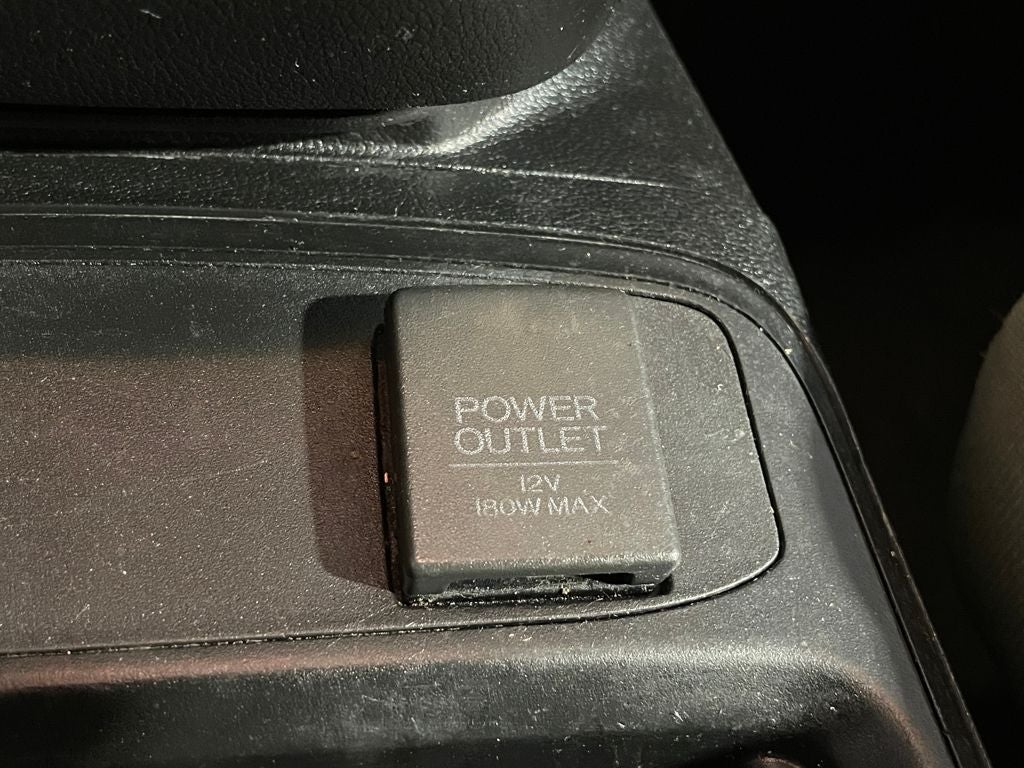 POWER
OUTLET
12V
180W MAX